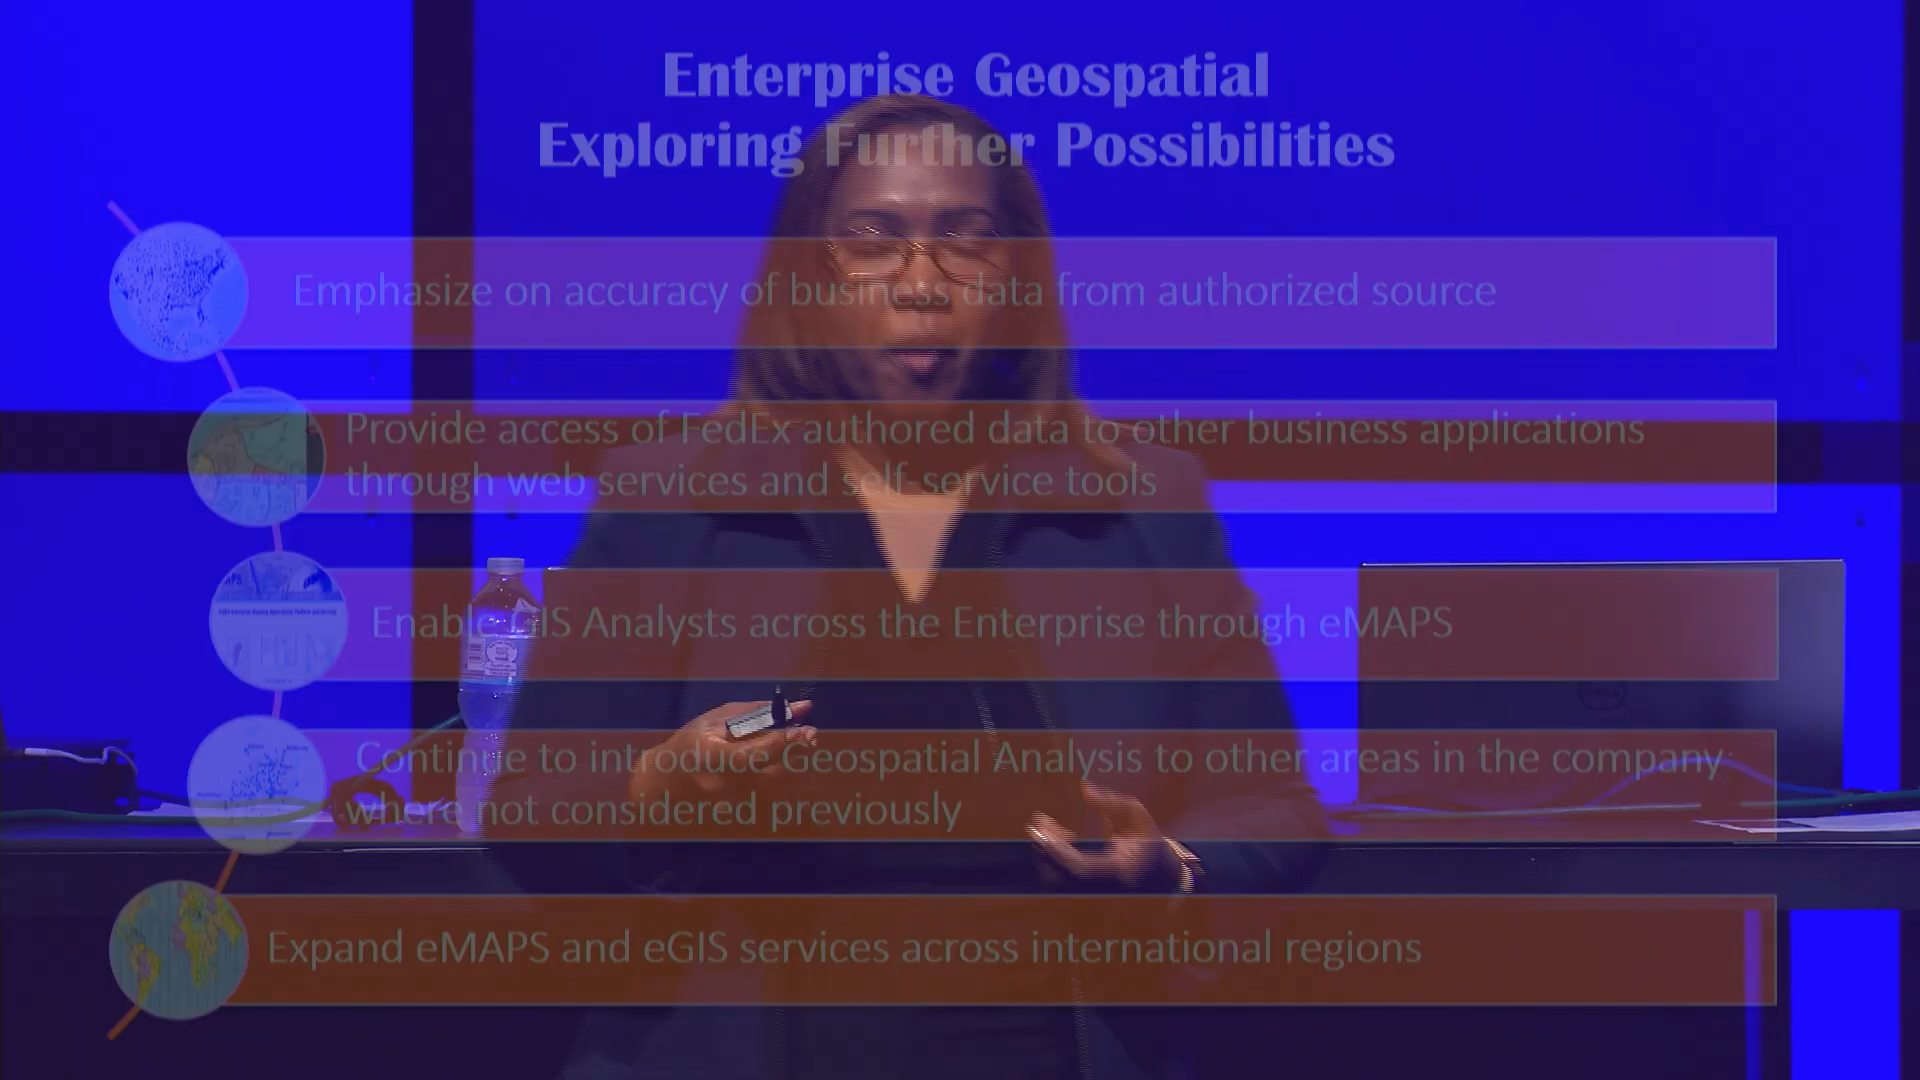 Enterprise Geospatial
Exploring Further Possibilities
Emphasize on accuracy of business data from authorized source
Provide access of FedEx authored data to other business applications
through web services and self-service tools
Enable GIS Analysts across the Enterprise through eMAPS
Continue to introduce Geospatial Analysis to other areas in the company
where not considered previously
Expand eMAPS and eGIS services across international regions